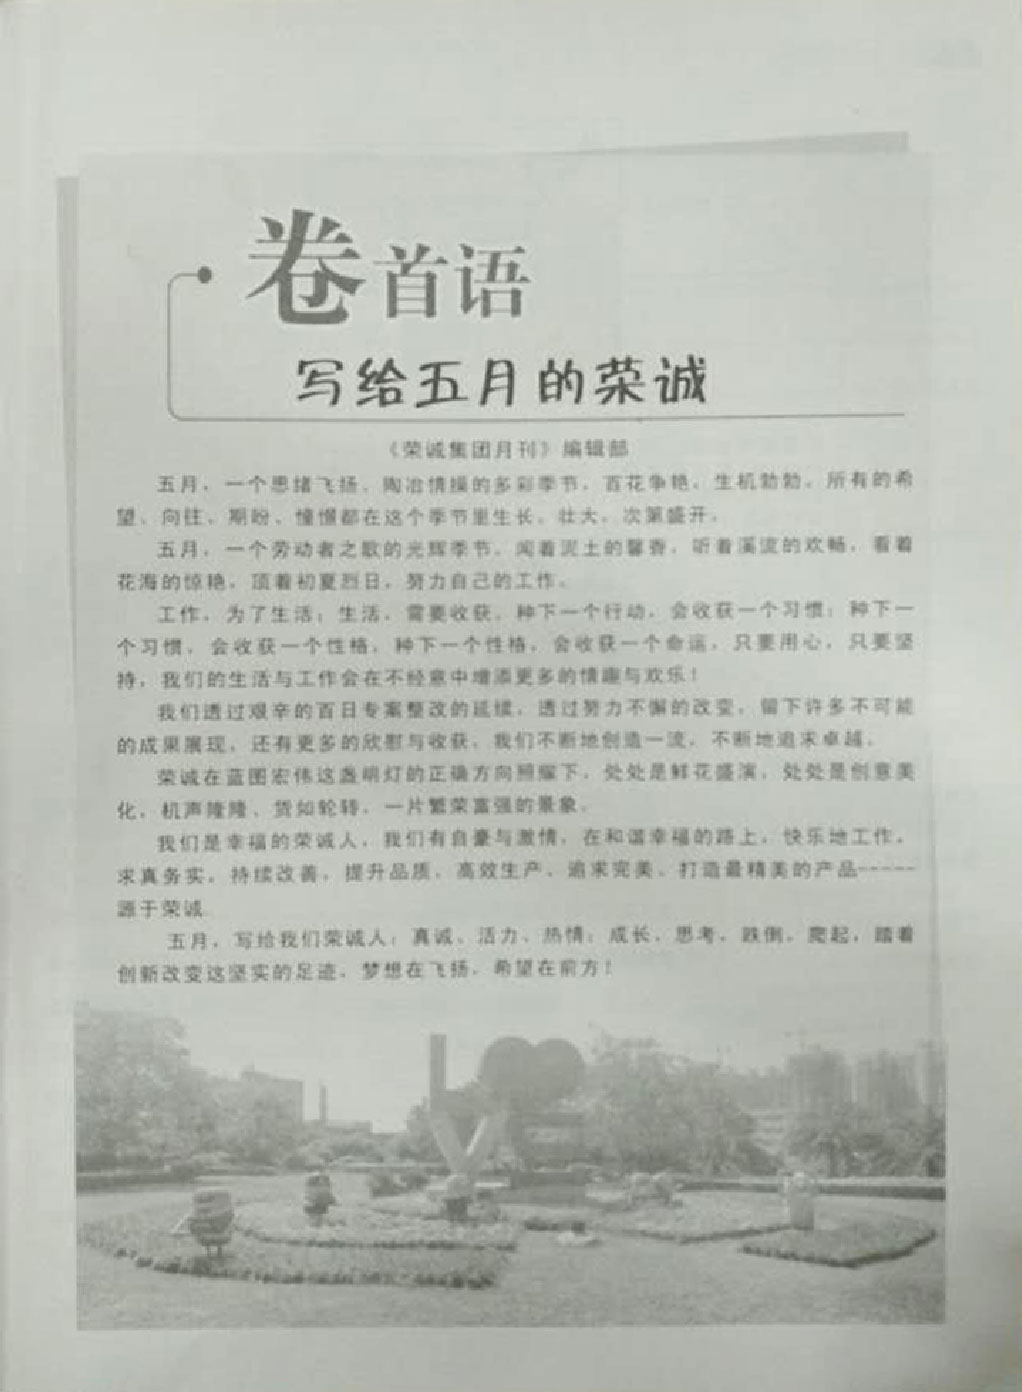 卷首语
写给五月的荣诚
《荣诚集团月刊》编辑部
五月，一个思绪飞扬、陶冶情操的多彩季节，百花争艳，生机勃勃，所有的希
望、向往、期盼、憧憬都在这个季节里生长，壮大，次第盛开。
五月，一个劳动者之歌的光辉季节，闻着泥土的馨香，听着溪流的欢畅，看着
花海的惊艳，顶着初夏烈日，努力自己的工作。
工作，为了生活；生活，需要收获。种下一个行动，会收获一个习惯；种下一
个习惯，会收获一个性格，种下一个性格，会收获一个命运，只要用心，只要坚
持，我们的生活与工作会在不经意中增添更多的情趣与欢乐！
我们透过艰辛的百日专案整改的延续，透过努力不懈的改变，留下许多不可能
的成果展现，还有更多的欣慰与收获，我们不断地创造一流，不断地追求卓越。
荣诚在蓝图宏伟这盏明灯的正确方向照耀下，处处是鲜花盛演，处处是创意美
化，机声隆隆、货如轮转，一片繁荣富强的景象。
我们是幸福的荣诚人，我们有自豪与激情，在和谐幸福的路上，快乐地工作，
求真务实，持续改善，提升品质，高效生产，追求完美，打造最精美的产品-----
源于荣诚
五月，写给我们荣诚人：真诚、活力、热情；成长，思考，跌倒，爬起，踏着
创新改变这坚实的足迹，梦想在飞扬，希望在前方！